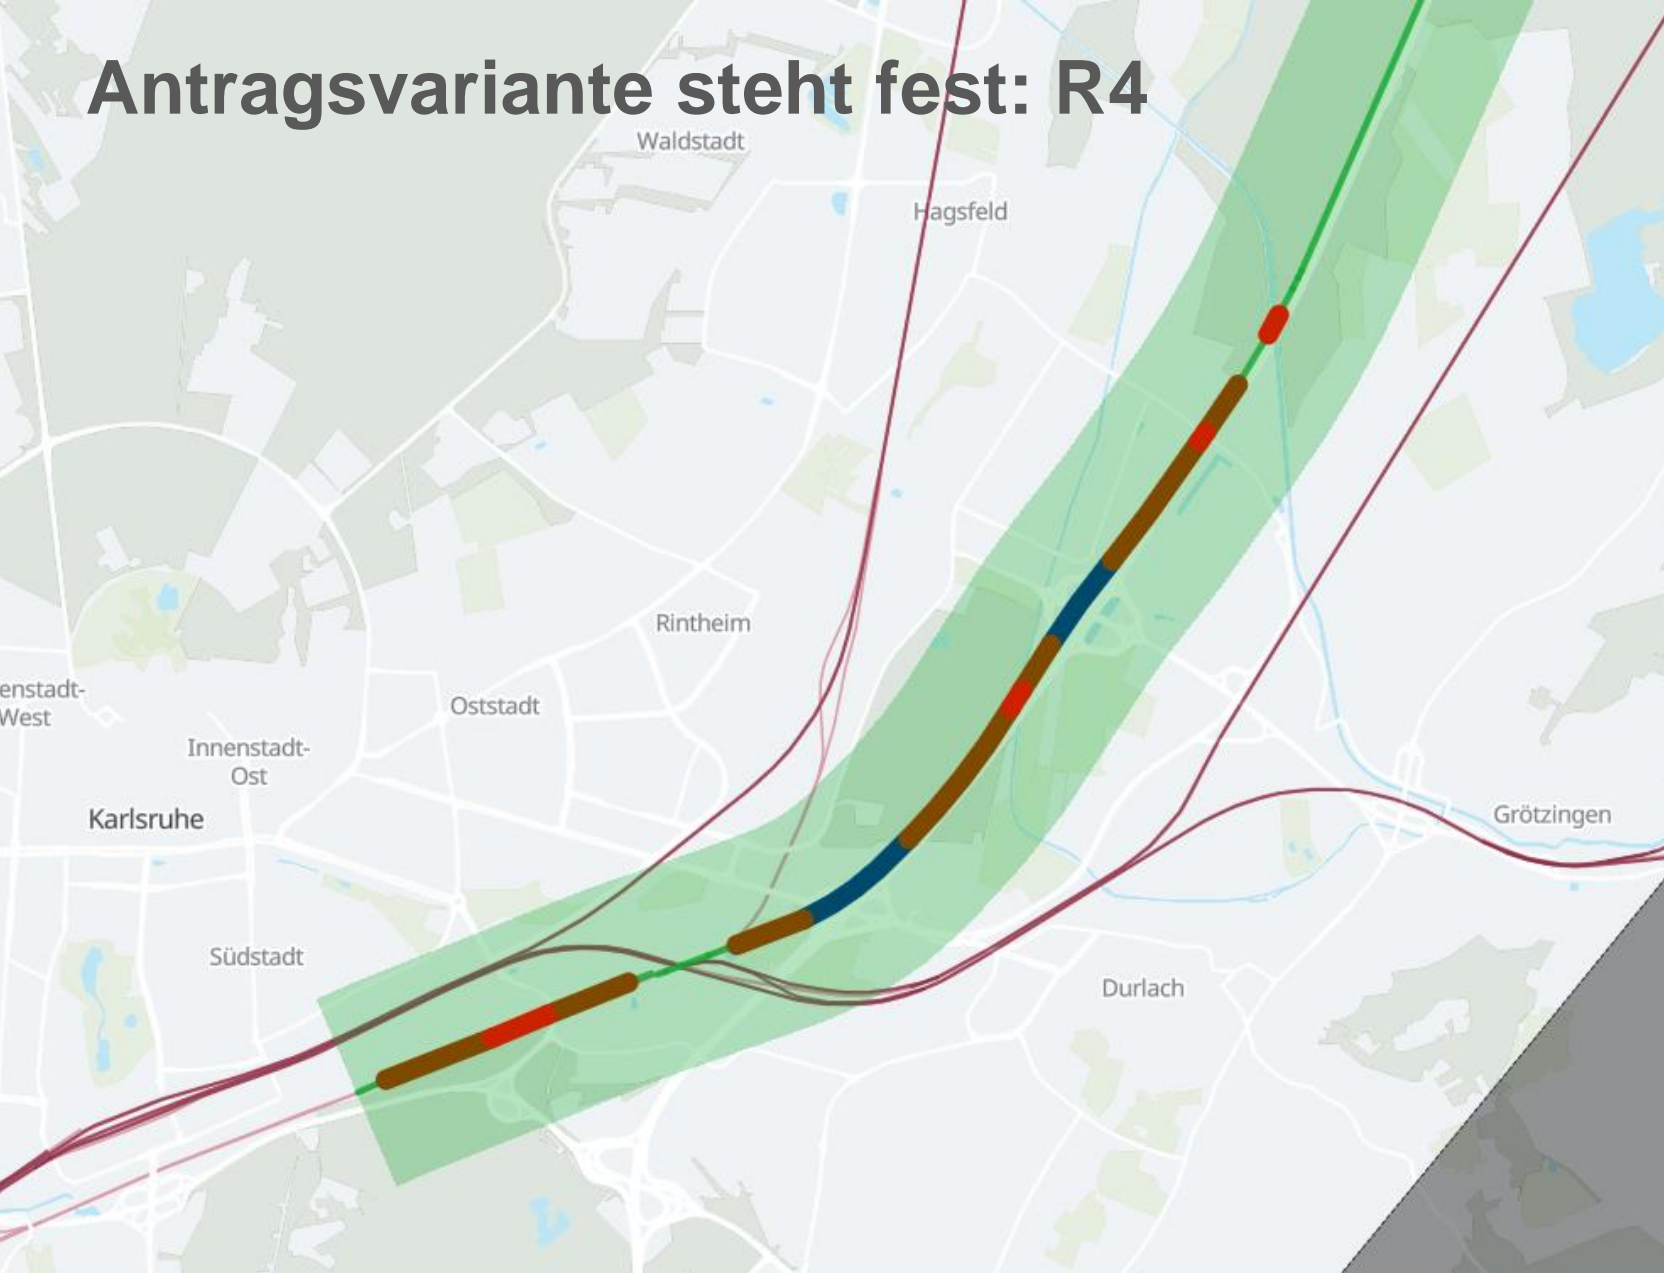 Antragsvariante steht fest: R4
Waldstadt
Hagsfeld
Rintheim
enstadt-
West
Oststadt
Innenstadt-
Ost
Karlsruhe
Grötzingen
Südstadt
Durlach